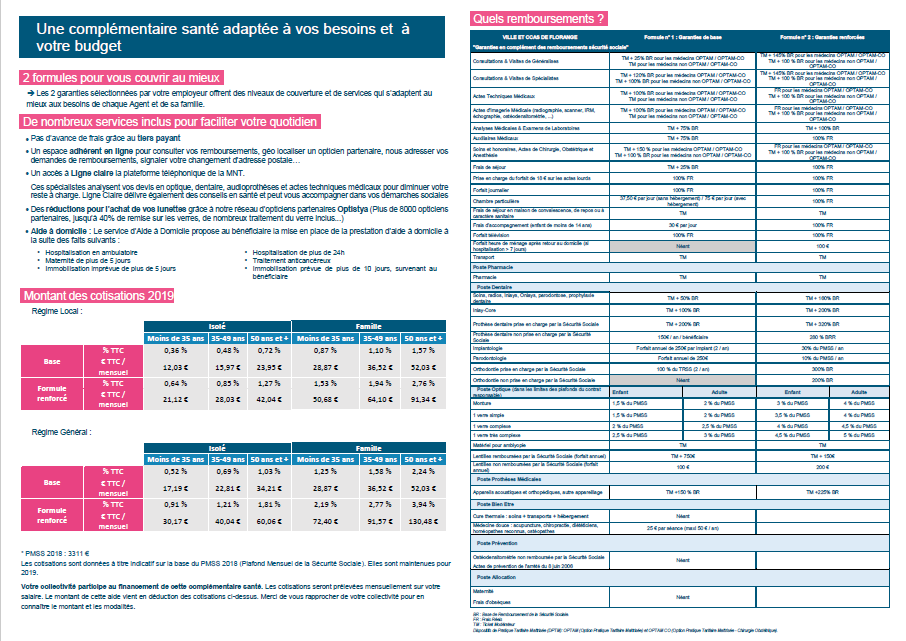 Une complémentaire santé adaptée à vos besoins et à
votre budget
2 formules pour vous couvrir au mieux
➔ Les 2 garanties sélectionnées par votre employeur offrent des niveaux de couverture et de services qui s'adaptent au
mieux aux besoins de chaque Agent et de sa famille.
De nombreux services inclus pour faciliter votre quotidien
• Pas d'avance de frais grâce au tiers payant
• Un espace adhérent en ligne pour consulter vos remboursements, géo localiser un opticien partenaire, nous adresser vos
demandes de remboursements, signaler votre changement d'adresse postale…
• Un accès à Ligne claire la plateforme téléphonique de la MNT.
Ces spécialistes analysent vos devis en optique, dentaire, audioprothèses et actes techniques médicaux pour diminuer votre
reste à charge. Ligne Claire délivre également des conseils en santé et peut vous accompagner dans vos démarches sociales
• Des réductions pour l'achat de vos lunettes grâce à notre réseau d'opticiens partenaires Optistya (Plus de 8000 opticiens
partenaires, jusqu'à 40% de remise sur les verres, de nombreux traitement du verre inclus...)
• Aide à domicile : Le service d'Aide à Domicile propose au bénéficiaire la mise en place de la prestation d'aide à domicile à
la suite des faits suivants :
• Hospitalisation en ambulatoire
• Maternité de plus de 5 jours
• Immobilisation imprévue de plus de 5 jours
• Hospitalisation de plus de 24h
• Traitement anticancéreux
• Immobilisation prévue de plus de 10 jours, survenant au
bénéficiaire
Montant des cotisations 2019
Régime Local :
Isolé Famille
Moins de 35 ans 35-49 ans 50 ans et + Moins de 35 ans 35-49 ans 50 ans et +
Base % TTC 0,36 % 0,48 % 0,72 % 0,87 % 1,10 % 1,57 %
€ TTC / mensuel 12,03 € 15,97 € 23,95 € 28,87 € 36,52 € 52,03 €
Formule renforcé % TTC 0,64 % 0,85 % 1,27 % 1,53 % 1,94 % 2,76 %
€ TTC / mensuel 21,12 € 28,03 € 42,04 € 50,68 € 64,10 € 91,34 €
Régime Général :
Isolé Famille
Moins de 35 ans 35-49 ans 50 ans et + Moins de 35 ans 35-49 ans 50 ans et +
Base % TTC 0,52 % 0,69 % 1,03 % 1,25 % 1,58 % 2,24 %
€ TTC / mensuel 17,19 € 22,81 € 34,21 € 28,87 € 36,52 € 52,03 €
Formule renforcé % TTC 0,91 % 1,21 % 1,81 % 2,19 % 2,77 % 3,94 %
€ TTC / mensuel 30,17 € 40,04 € 60,06 € 72,40 € 91,57 € 130,48 €
* PMSS 2018 : 3311 €
Les cotisations sont données à titre indicatif sur la base du PMSS 2018 (Plafond Mensuel de la Sécurité Sociale). Elles sont maintenues pour
2019.
Votre collectivité participe au financement de cette complémentaire santé. Les cotisations seront prélevées mensuellement sur votre
salaire. Le montant de cette aide vient en déduction des cotisations ci-dessus. Merci de vous rapprocher de votre collectivité pour en
connaître le montant et les modalités.
Quels remboursements ?
VILLE ET CCAS DE FLORANGE Formule n° 1 : Garanties de base Formule n° 2 : Garanties renforcées
"Garanties en complément des remboursements sécurité sociale"
Consultations & Visites de Généralistes
TM + 25% BR pour les médecins OPTAM / OPTAM-CO
TM pour les médecins non OPTAM / OPTAM-CO
TM + 145% BR pour les médecins OPTAM / OPTAM-CO
TM + 100 % BR pour les médecins non OPTAM /
OPTAM-CO
Consultations & Visites de Spécialistes
TM + 120% BR pour les médecins OPTAM / OPTAM-CO
TM + 100% BR pour les médecins non OPTAM / OPTAM-CO
TM + 145% BR pour les médecins OPTAM / OPTAM-CO
TM + 100 % BR pour les médecins non OPTAM /
OPTAM-CO
Actes Techniques Médicaux
TM + 100% BR pour les médecins OPTAM / OPTAM-CO
TM pour les médecins non OPTAM / OPTAM-CO
FR pour les médecins OPTAM / OPTAM-CO
TM + 100 % BR pour les médecins non OPTAM /
OPTAM-CO
Actes d'Imagerie Médicale (radiographie, scanner, IRM,
échographie, ostéodensitométrie, ...)
TM + 100% BR pour les médecins OPTAM / OPTAM-CO
TM pour les médecins non OPTAM / OPTAM-CO
FR pour les médecins OPTAM / OPTAM-CO
TM + 100 % BR pour les médecins non OPTAM /
OPTAM-CO
Analyses Médicales & Examens de Laboratoires TM + 75% BR TM + 100% BR
Auxiliaires Médicaux TM + 75% BR 100% FR
Soins et honoraires, Actes de Chirurgie, Obstétrique et
Anesthésie
TM + 150 % pour les médecins OPTAM / OPTAM-CO
TM + 100 % BR pour les médecins non OPTAM / OPTAM-CO
FR pour les médecins OPTAM / OPTAM-CO
TM + 100 % BR pour les médecins non OPTAM /
OPTAM-CO
Frais de séjour TM + 25% BR 100% FR
Prise en charge du forfait de 18 € sur les actes lourds 100% FR 100% FR
Forfait journalier 100% FR 100% FR
Chambre particulière 37,50 € par jour (sans hébergement) / 75 € par jour (avec
hébergement) 100% FR
Frais de séjour en maison de convalescence, de repos ou à
caractère sanitaire TM TM
Frais d'accompagnement (enfant de moins de 14 ans) 30 € par jour 100% FR
Forfait télévision 100% FR 100% FR
Forfait heure de ménage après retour au domicile (si
hospitalisation > 7 jours) Néant 100 €
Transport TM TM
Poste Pharmacie
Pharmacie TM TM
Poste Dentaire
Soins, radios, Inlays, Onlays, parodontose, prophylaxie
dentaire TM + 50% BR TM + 100% BR
Inlay-Core TM + 100% BR TM + 200% BR
Prothèse dentaire prise en charge par la Sécurité Sociale TM + 200% BR TM + 320% BR
Prothèse dentaire non prise en charge par la Sécurité
Sociale 150€ / an / bénéficiaire 200 % BRR
Implantologie Forfait annuel de 250€ par implant (2 / an) 30% du PMSS / an
Parodontologie Forfait annuel de 250€ 10% du PMSS / an
Orthodontie prise en charge par la Sécurité Sociale 100 % du TRSS (2 / an) 300% BR
Orthodontie non prise en charge par la Sécurité Sociale Néant 200% BR
Poste Optique (dans les limites des plafonds du contrat
responsable) Enfant Adulte Enfant Adulte
Monture 1,5 % du PMSS 2 % du PMSS 3 % du PMSS 4 % du PMSS
1 verre simple 1,5 % du PMSS 2 % du PMSS 3,5 % du PMSS 4 % du PMSS
1 verre complexe 2 % du PMSS 2,5 % du PMSS 4 % du PMSS 4,5 % du PMSS
1 verre très complexe 2,5 % du PMSS 3 % du PMSS 4,5 % du PMSS 5 % du PMSS
Matériel pour amblyopie TM TM
Lentilles remboursées par la Sécurité Sociale (forfait annuel) TM + 750€ TM + 150€
Lentilles non remboursées par la Sécurité Sociale (forfait
annuel) 100 € 200 €
Poste Prothèses Médicales
Appareils acoustiques et orthopédiques, autre appareillage TM +150 % BR TM +225% BR
Poste Bien Etre
Cure thermale : soins + transports + hébergement Néant
Médecine douce : acupuncture, chiropractie, diététiciens,
homéopathes reconnus, ostéopathes 25 € par séance (maxi 50 € / an)
Poste Prévention
Ostéodensitométrie non remboursée par la Sécurité Sociale
Actes de prévention de l'arrêté du 8 juin 2006 Néant
Poste Allocation
Maternité
Frais d'obsèques Néant
BR : Base de Remboursement de la Sécurité Sociale
FR : Frais Réels
TM : Ticket Modérateur
Dispositifs de Pratique Tarifaire Maîtrisée (DPTM): OPTAM (Option Pratique Tarifaire Maîtrisée) et OPTAM CO (Option Pratique Tarifaire Maîtrisée - Chirurgie Obstétrique).